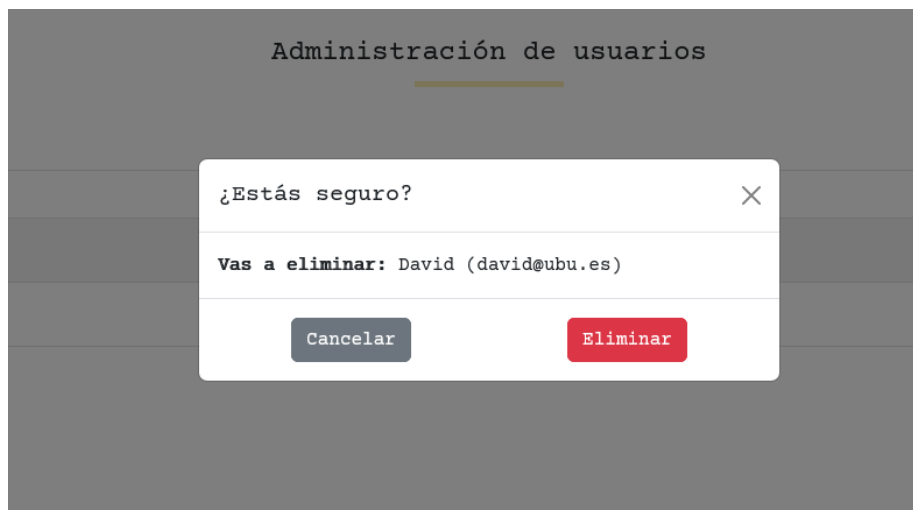 Administración de usuarios
¿Estás seguro?
Vas a eliminar: David (david@ubu.es)
Cancelar Eliminar